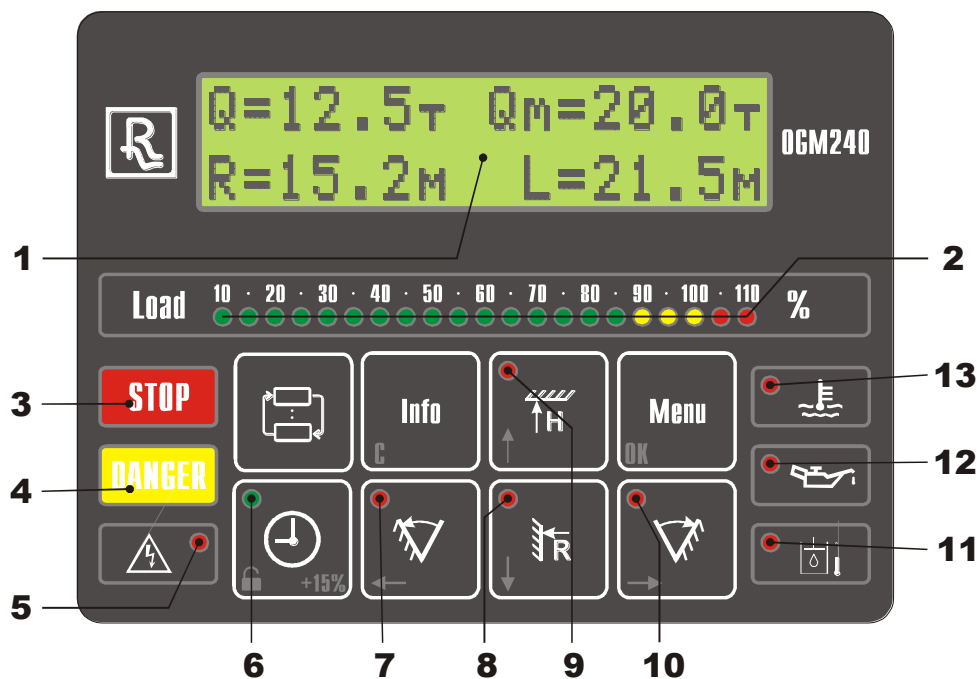 Q=12.5т Qм=20.0т
R=15.2м L=21.5м
R
OGM240
1
2
Load 10 · 20 · 30 · 40 · 50 · 60 · 70 · 80 · 90 · 100 · 110 %
STOP
DANGER
Info
C
H
Menu
OK
+15%
R
3
4
5
6
7
8
9
10
11
12
13